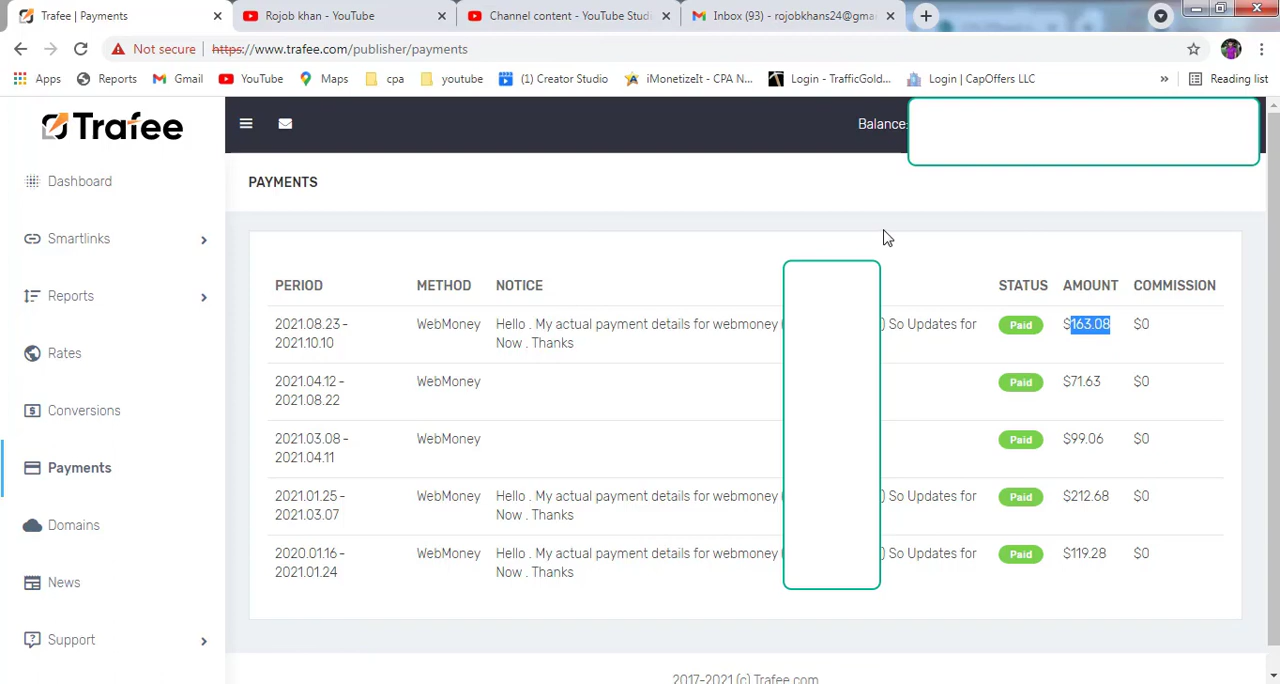 Trafee | Payments
Rojob khan - YouTube
Channel content - YouTube Studi
Inbox (93) - rojobkhans24@gmai
Not secure | https://www.trafee.com/publisher/payments
Apps Reports Gmail YouTube Maps cpa youtube (1) Creator Studio iMonetizeIt - CPA N... Login - TrafficGold... Login | CapOffers LLC » Reading list
Trafee
Balance:
Dashboard
PAYMENTS
Smartlinks
Reports
Rates
Conversions
Payments
Domains
News
Support
PERIOD METHOD NOTICE STATUS AMOUNT COMMISSION
2021.08.23 - WebMoney Hello . My actual payment details for webmoney ( ) So Updates for Paid $163.08 $0
2021.10.10 Now . Thanks
2021.04.12 - WebMoney Paid $71.63 $0
2021.08.22
2021.03.08 - WebMoney Paid $99.06 $0
2021.04.11
2021.01.25 - WebMoney Hello . My actual payment details for webmoney ( ) So Updates for Paid $212.68 $0
2021.03.07 Now . Thanks
2020.01.16 - WebMoney Hello . My actual payment details for webmoney ( ) So Updates for Paid $119.28 $0
2021.01.24 Now . Thanks
2017-2021 (c) Trafee.com